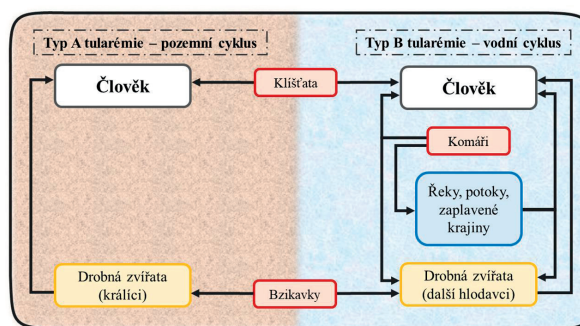 Typ A tularémie – pozemní cyklus
Typ B tularémie – vodní cyklus
Člověk
Klíšťata
Člověk
Komáři
Řeky, potoky,
zaplavené
krajiny
Drobná zvířata
(králíci)
Bzikavky
Drobná zvířata
(další hlodavci)